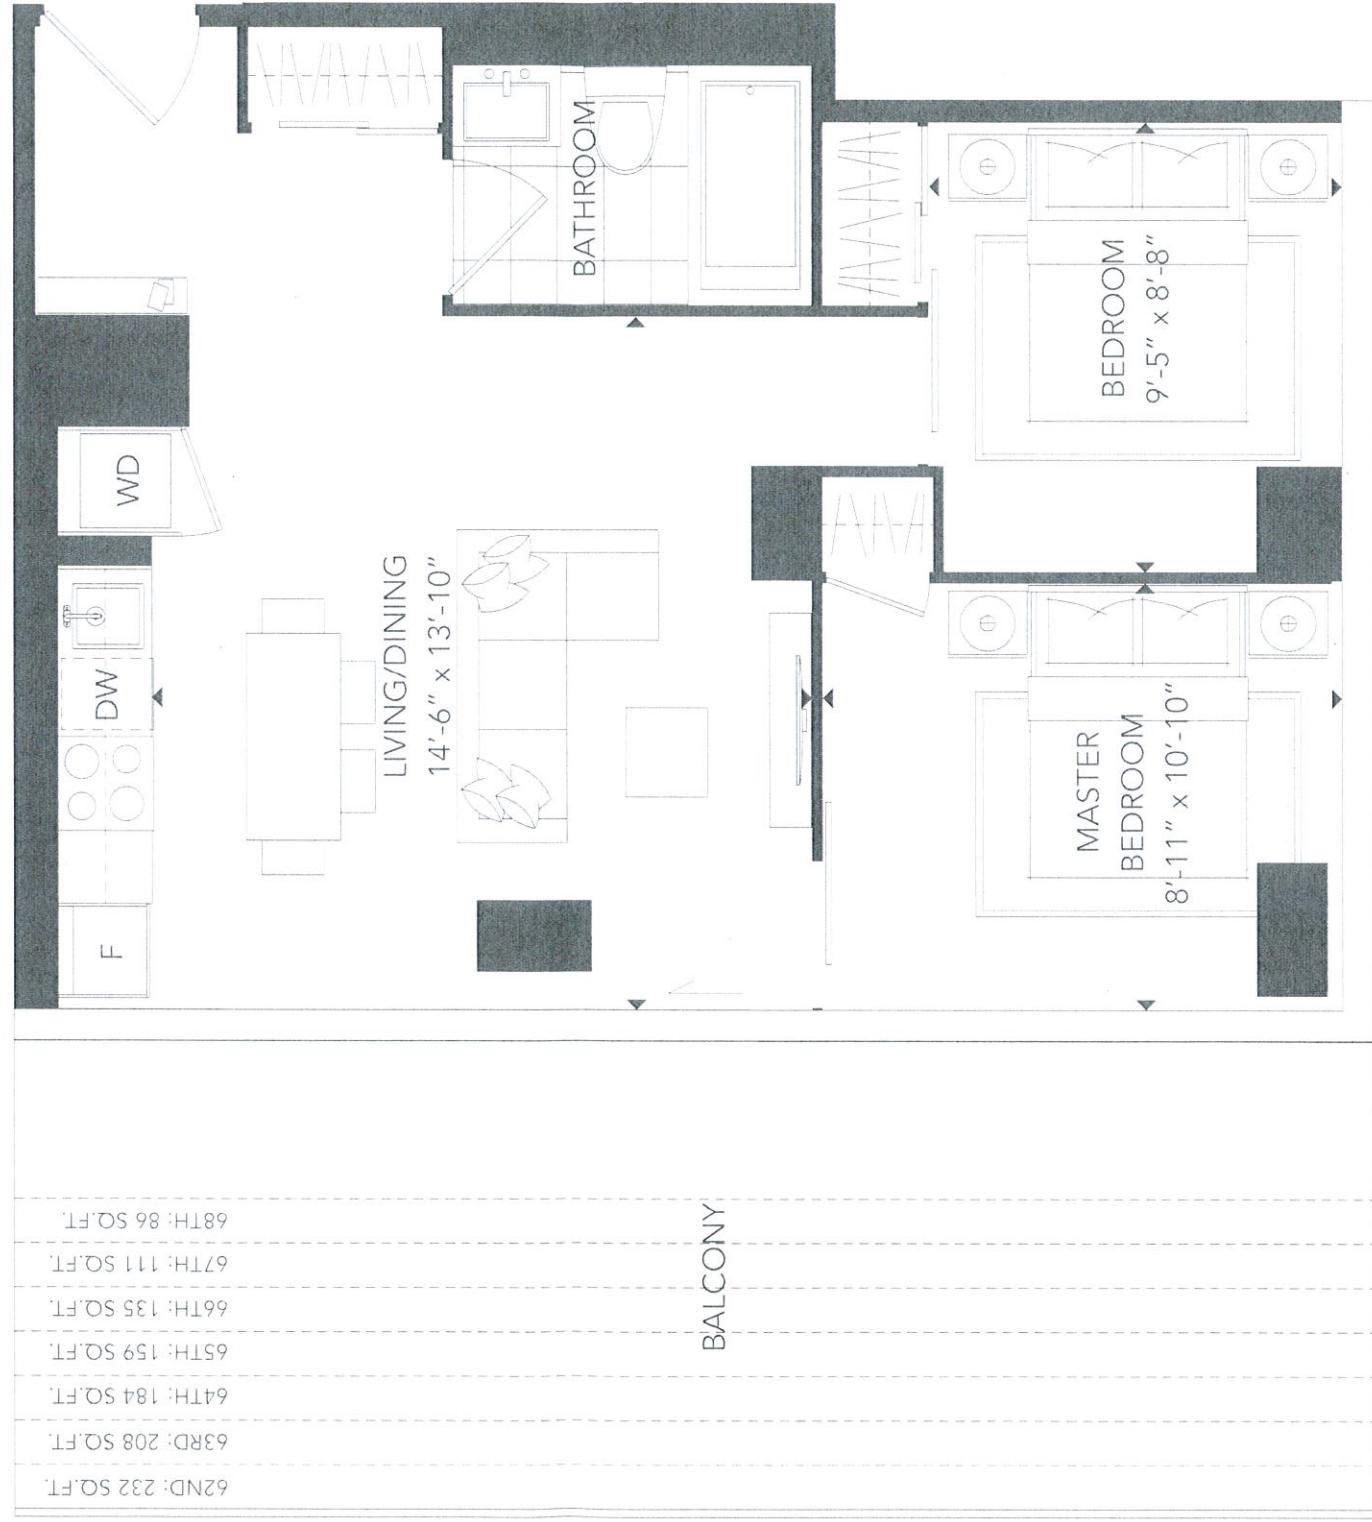 BATHROOM
BEDROOM
9'-5" x 8'-8"
WD
LIVING/DINING
14'-6" x 13'-10"
DW
MASTER
BEDROOM
8'-11" x 10'-10"
F
BALCONY
68TH: 86 SQ.FT.
67TH: 111 SQ.FT.
66TH: 135 SQ.FT.
65TH: 159 SQ.FT.
64TH: 184 SQ.FT.
63RD: 208 SQ.FT.
62ND: 232 SQ.FT.